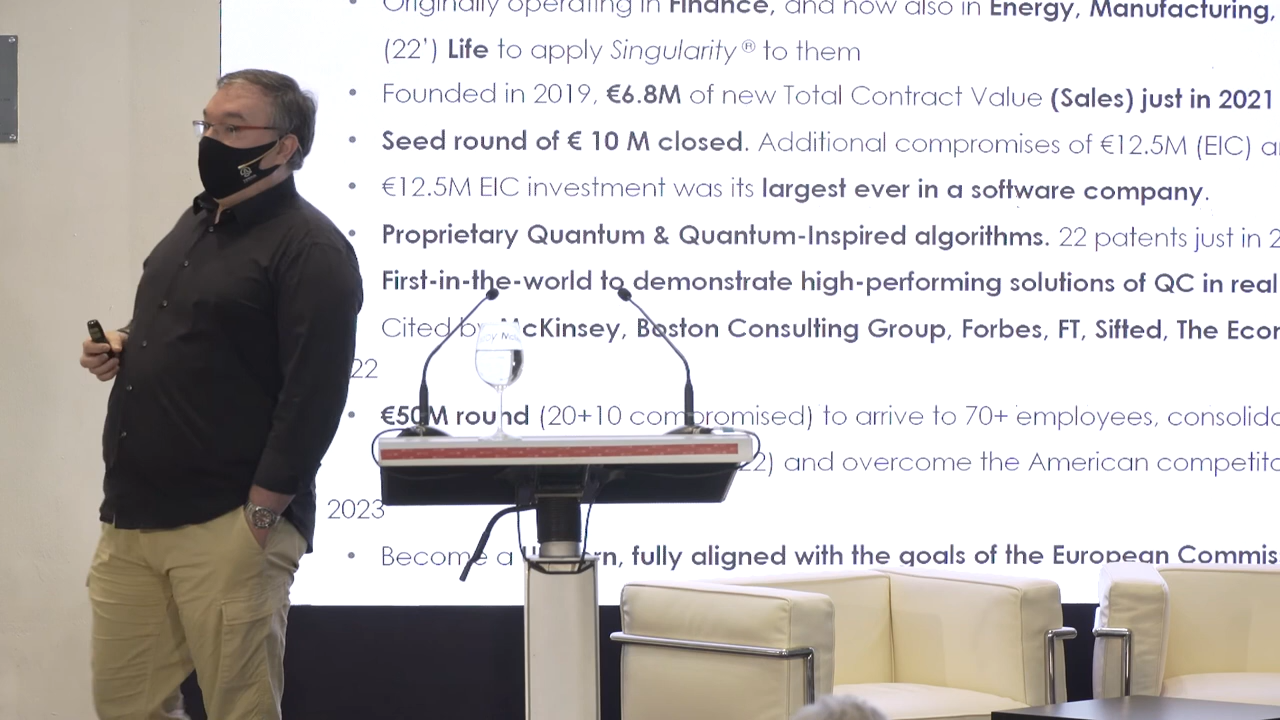 Originally operating in Finance, and now also in Energy, Manufacturing,
(22') Life to apply Singularity ® to them
• Founded in 2019, €6.8M of new Total Contract Value (Sales) just in 2021
• Seed round of € 10 M closed. Additional compromises of €12.5M (EIC)
• €12.5M EIC investment was its largest ever in a software company.
• Proprietary Quantum & Quantum-Inspired algorithms. 22 patents just in
First-in-the-world to demonstrate high-performing solutions of QC in real
Cited by McKinsey, Boston Consulting Group, Forbes, FT, Sifted, The
22
• €50M round (20+10 compromised) to arrive to 70+ employees,
and overcome the American
2023
• Become a fully aligned with the goals of the European